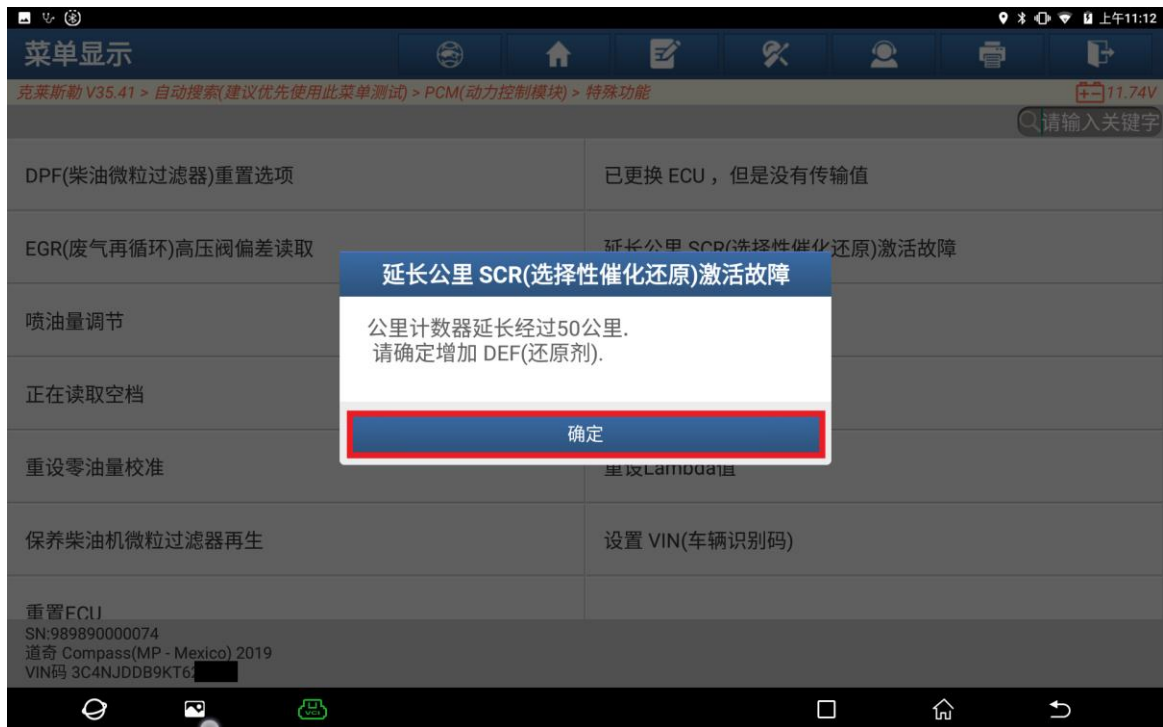 上午11:12
菜单显示
克莱斯勒 V35.41 > 自动搜索(建议优先使用此菜单测试) > PCM(动力控制模块) > 特殊功能
11.74V
请输入关键字
DPF(柴油微粒过滤器)重置选项
已更换 ECU ，但是没有传输值
EGR(废气再循环)高压阀偏差读取
延长公里 SCR(选择性催化还原)激活故障
延长公里 SCR(选择性催化还原)激活故障
喷油量调节
公里计数器延长经过50公里.
请确定增加 DEF(还原剂).
正在读取空档
确定
重设零油量校准
重设Lambda值
保养柴油机微粒过滤器再生
设置 VIN(车辆识别码)
重置ECU
SN:989890000074
道奇 Compass(MP - Mexico) 2019
VIN码 3C4NJDDB9KT62
VCI